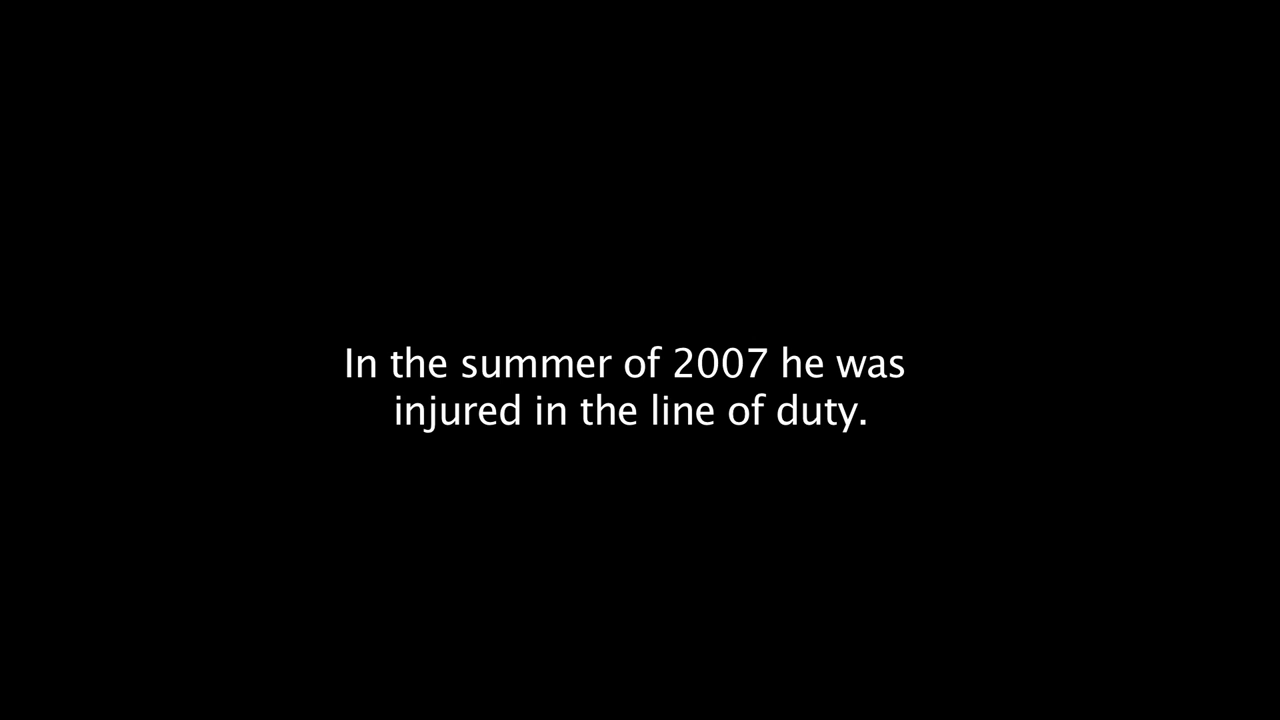 In the summer of 2007 he was
injured in the line of duty.